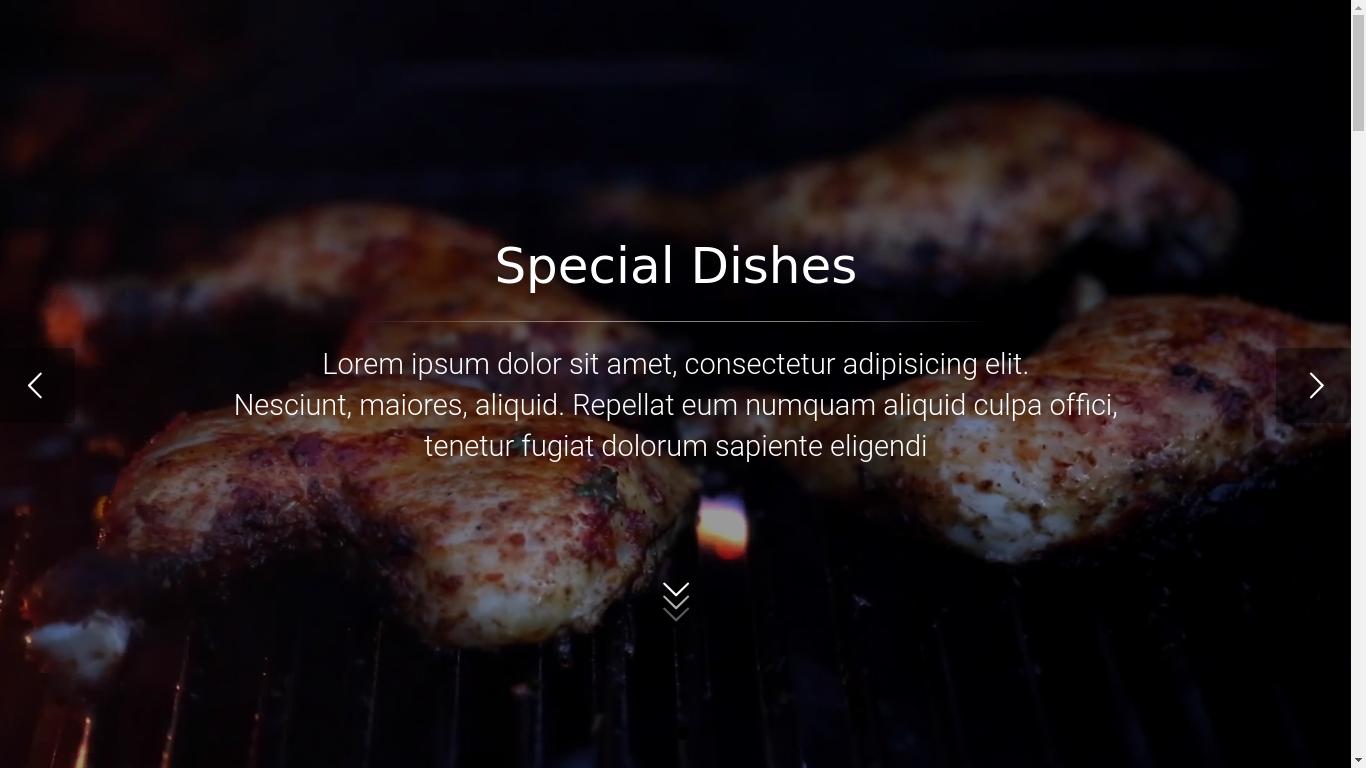 Special Dishes
Lorem ipsum dolor sit amet, consectetur adipisicing elit.
Nesciunt, maiores, aliquid. Repellat eum numquam aliquid culpa offici,
tenetur fugiat dolorum sapiente eligendi